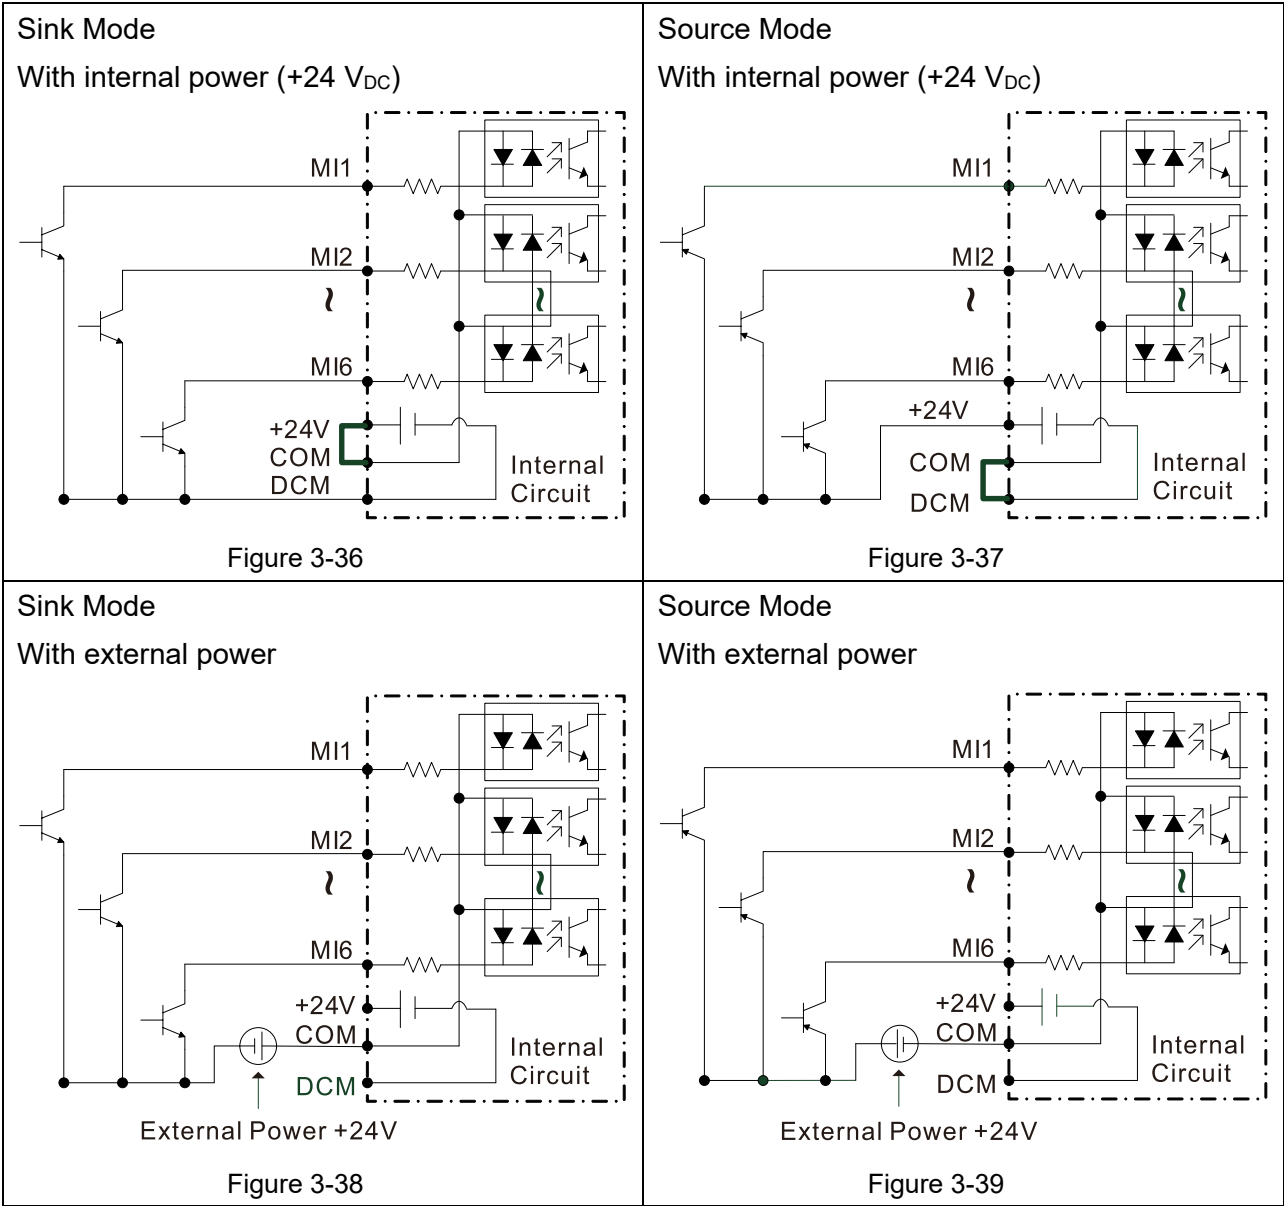 Sink Mode
With internal power (+24 VDC)
MI1
MI2
~
MI6
+24V
COM
DCM
Internal
Circuit
~
Figure 3-36
Source Mode
With internal power (+24 VDC)
MI1
MI2
~
MI6
+24V
COM
DCM
Internal
Circuit
~
Figure 3-37
Sink Mode
With external power
MI1
MI2
~
MI6
+24V
COM
DCM
Internal
Circuit
~
External Power +24V
Figure 3-38
Source Mode
With external power
MI1
MI2
~
MI6
+24V
COM
DCM
Internal
Circuit
~
External Power +24V
Figure 3-39